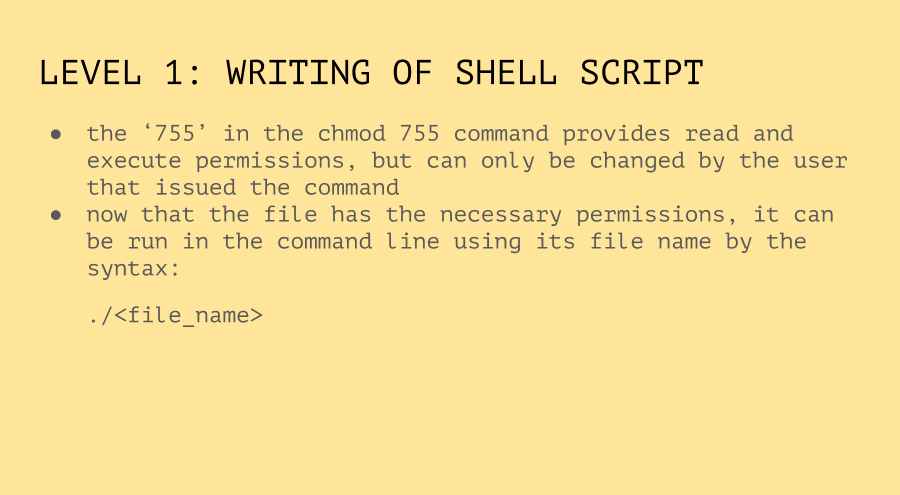 LEVEL 1: WRITING OF SHELL SCRIPT
● the ‘755’ in the chmod 755 command provides read and
execute permissions, but can only be changed by the user
that issued the command
● now that the file has the necessary permissions, it can
be run in the command line using its file name by the
syntax:
./<file_name>